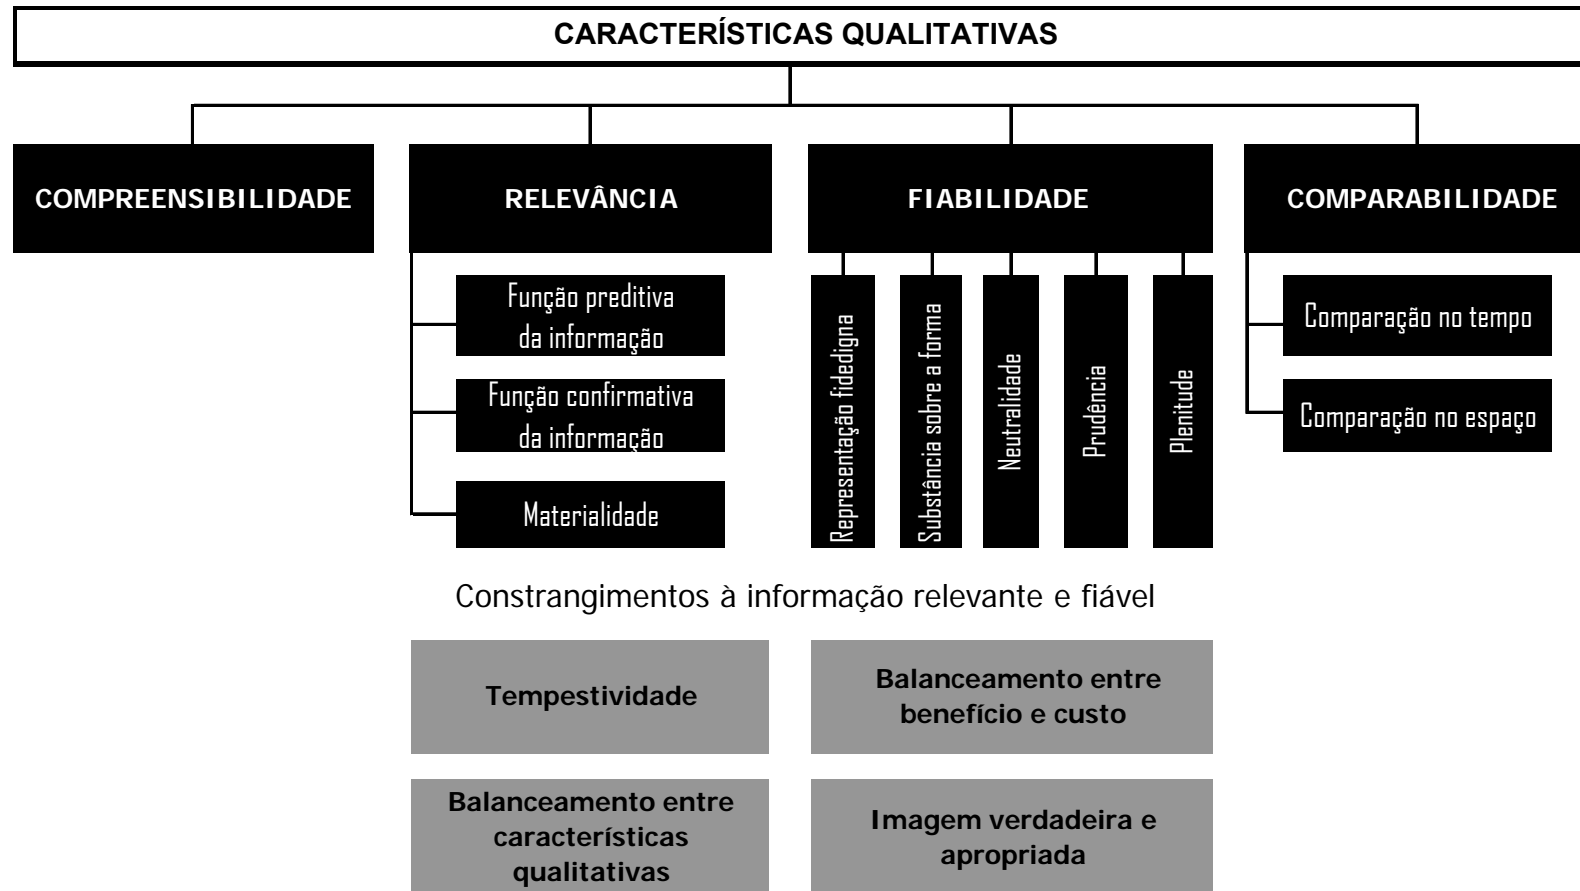 CARACTERÍSTICAS QUALITATIVAS
COMPREENSIBILIDADE
RELEVÂNCIA
FIABILIDADE
COMPARABILIDADE
Função preditiva
da informação
Função confirmativa
da informação
Materialidade
Representação fidedigna
Substância sobre a forma
Neutralidade
Prudência
Plenitude
Comparação no tempo
Comparação no espaço
Constrangimentos à informação relevante e fiável
Tempestividade
Balanceamento entre
benefício e custo
Balanceamento entre
características
qualitativas
Imagem verdadeira e
apropriada